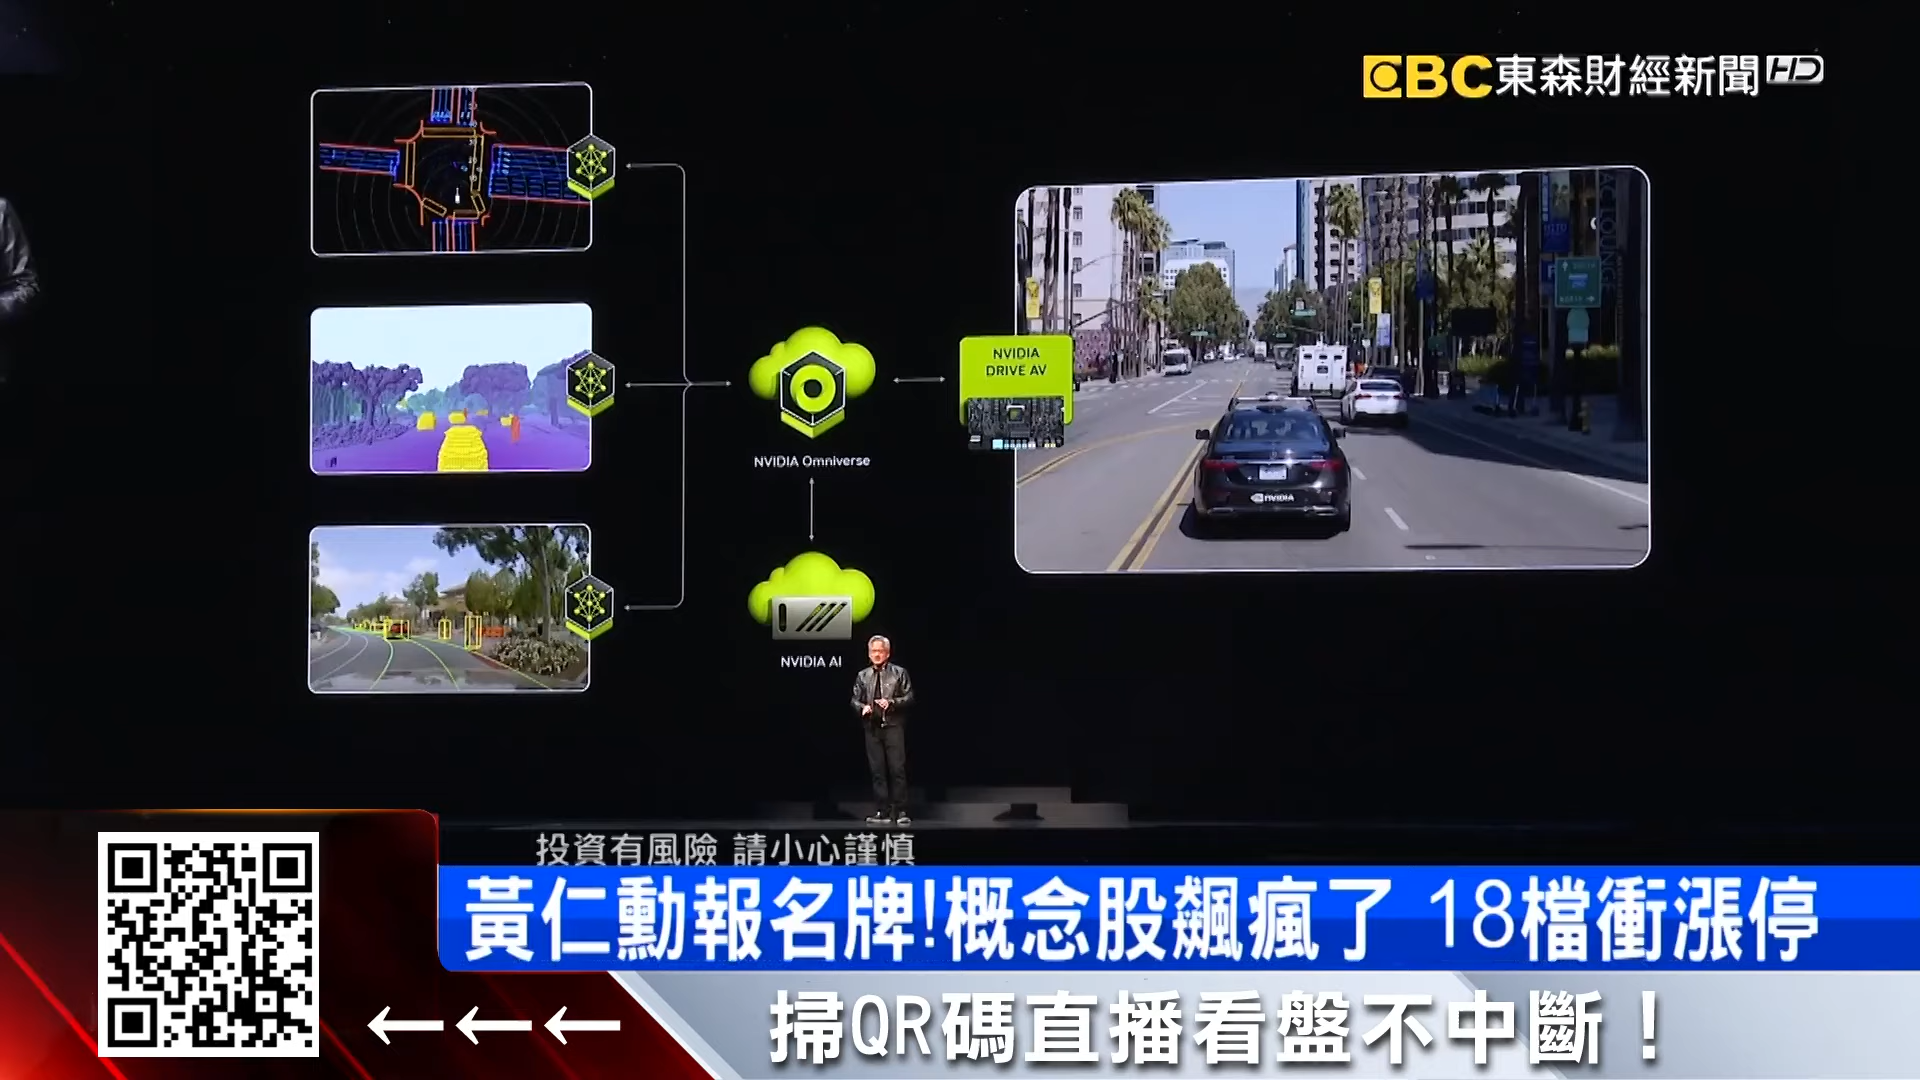 EBC東森財經新聞HD
NVIDIA
DRIVE AV
NVIDIA Omniverse
NVIDIA
NVIDIA AI
投資有風險 請小心謹慎
黃仁勳報名牌!概念股飆瘋了 18檔衝漲停
←←← 掃QR碼直播看盤不中斷！